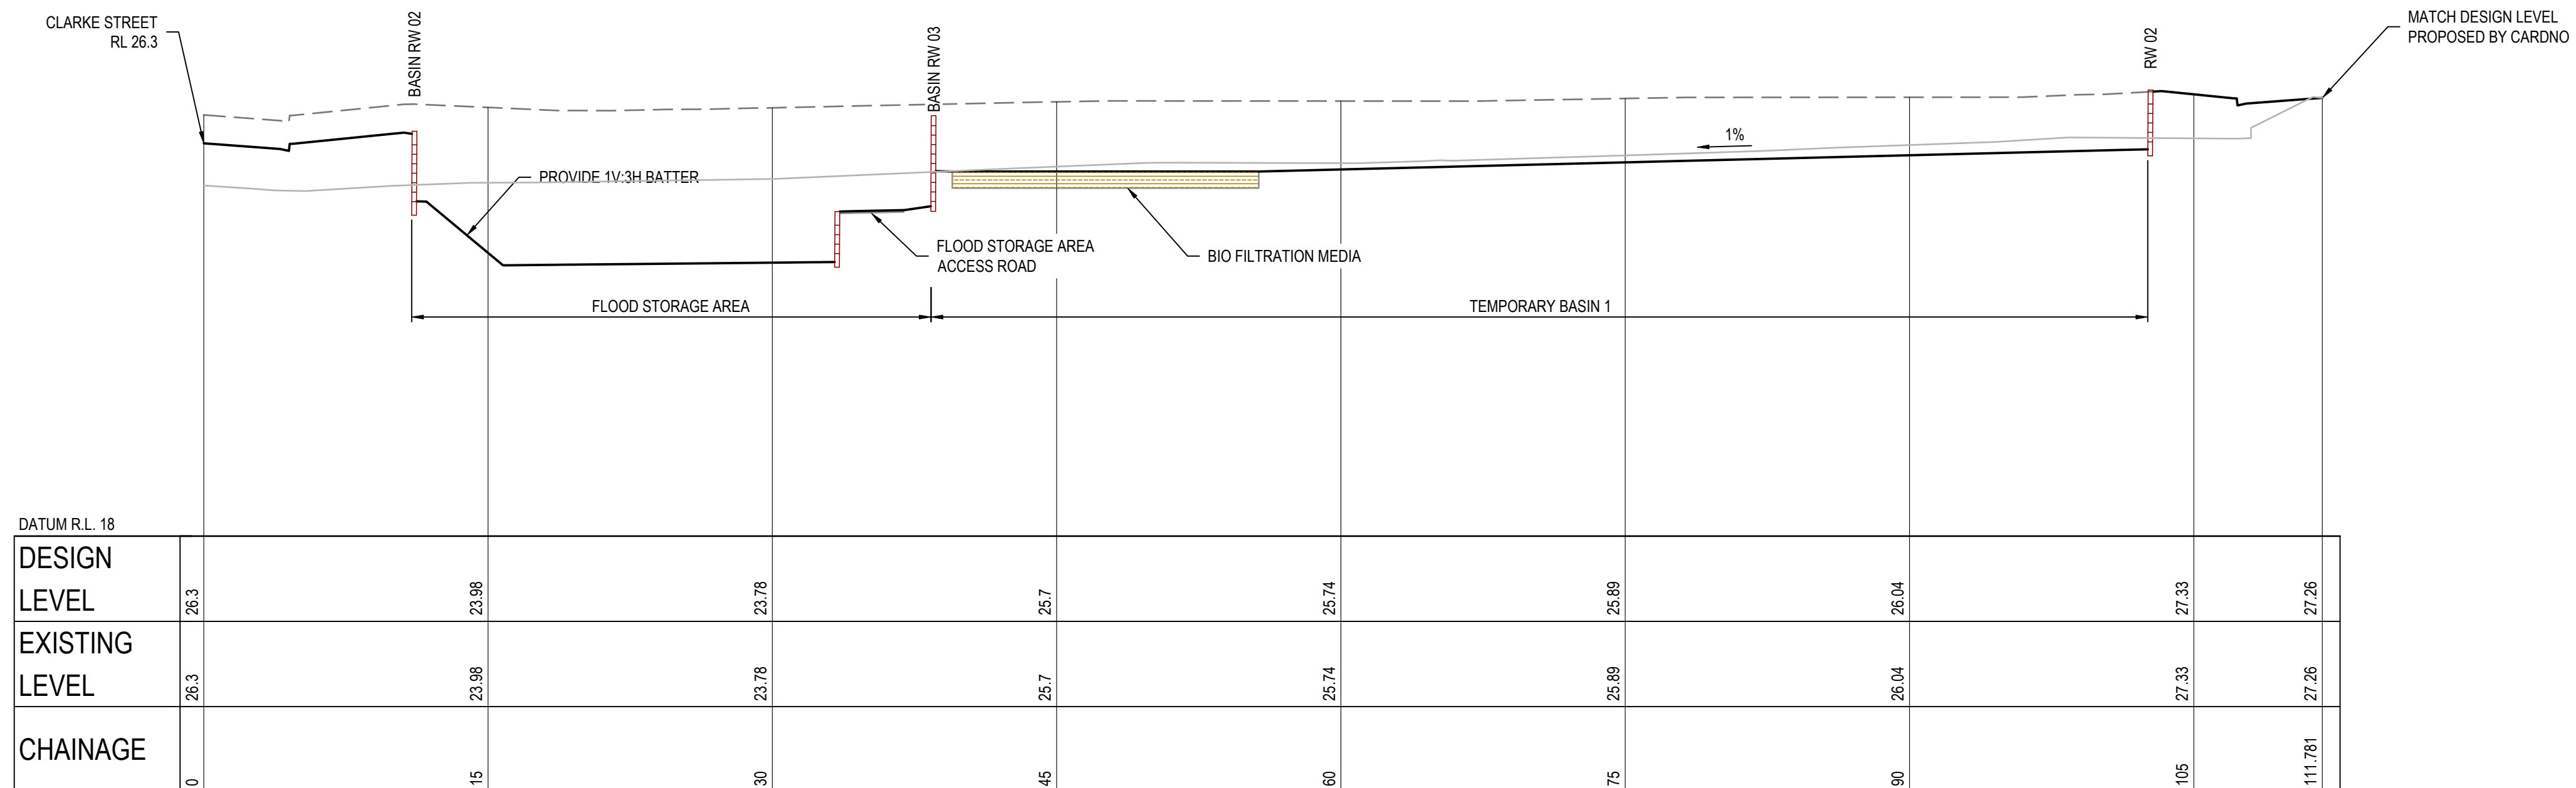 CLARKE STREET
RL 26.3
BASIN RW 02
BASIN RW 03
RW 02
MATCH DESIGN LEVEL
PROPOSED BY CARDNO
1%
PROVIDE 1V:3H BATTER
FLOOD STORAGE AREA
ACCESS ROAD
BIO FILTRATION MEDIA
FLOOD STORAGE AREA
TEMPORARY BASIN 1
DATUM R.L. 18
DESIGN
LEVEL
26.3 23.98 23.78 25.7 25.74 25.89 26.04 27.33 27.26
EXISTING
LEVEL
26.3 23.98 23.78 25.7 25.74 25.89 26.04 27.33 27.26
CHAINAGE
0 15 30 45 60 75 90 105 111.781